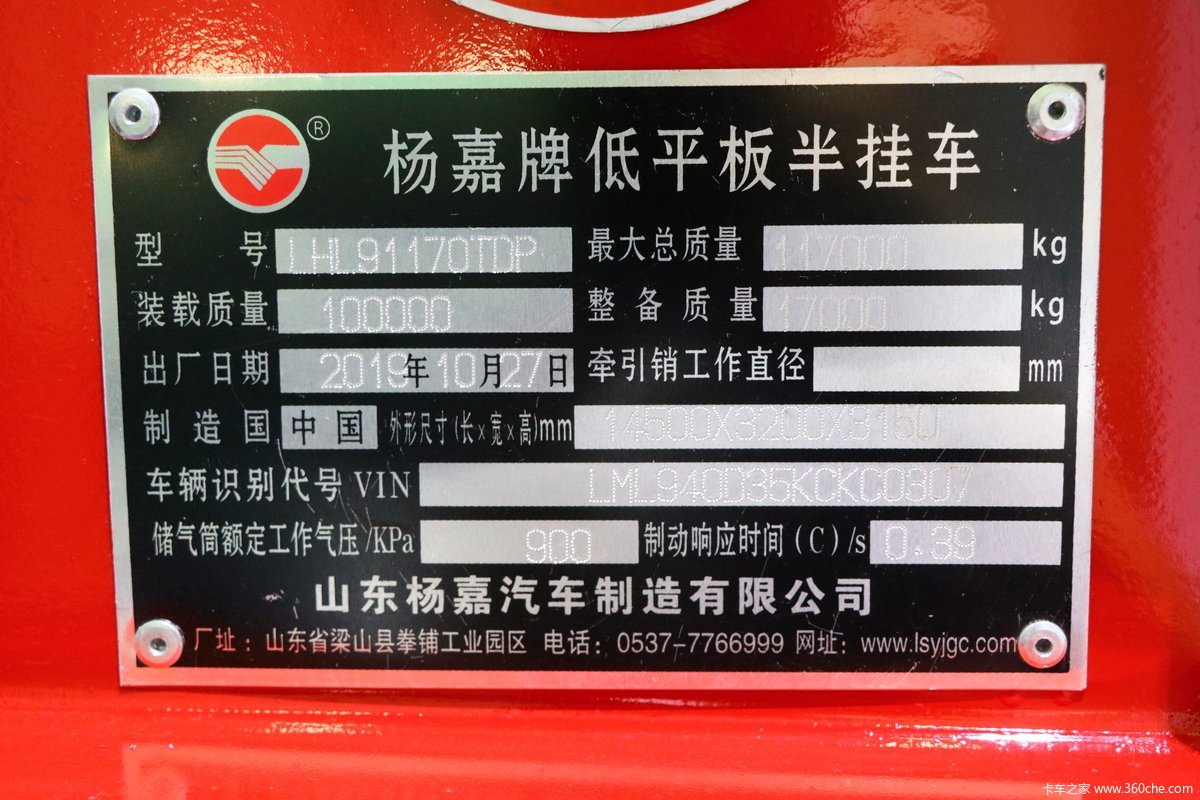 ® 杨嘉牌低平板半挂车
型 号 LHL91170TDP 最大总质量 117000 kg
装载质量 100000 整备质量 17000 kg
出厂日期 2019年10月27日 牵引销工作直径 mm
制造国 中国 外形尺寸(长×宽×高)mm 14500X3200X3160
车辆识别代号 VIN LML940D35KCKC0307
储气筒额定工作气压/KPa 900 制动响应时间(C)/s 0.39
山东杨嘉汽车制造有限公司
厂址:山东省梁山县拳铺工业园区 电话:0537-7766999 网址:www.lsyjgc.com
卡车之家 www.360che.com